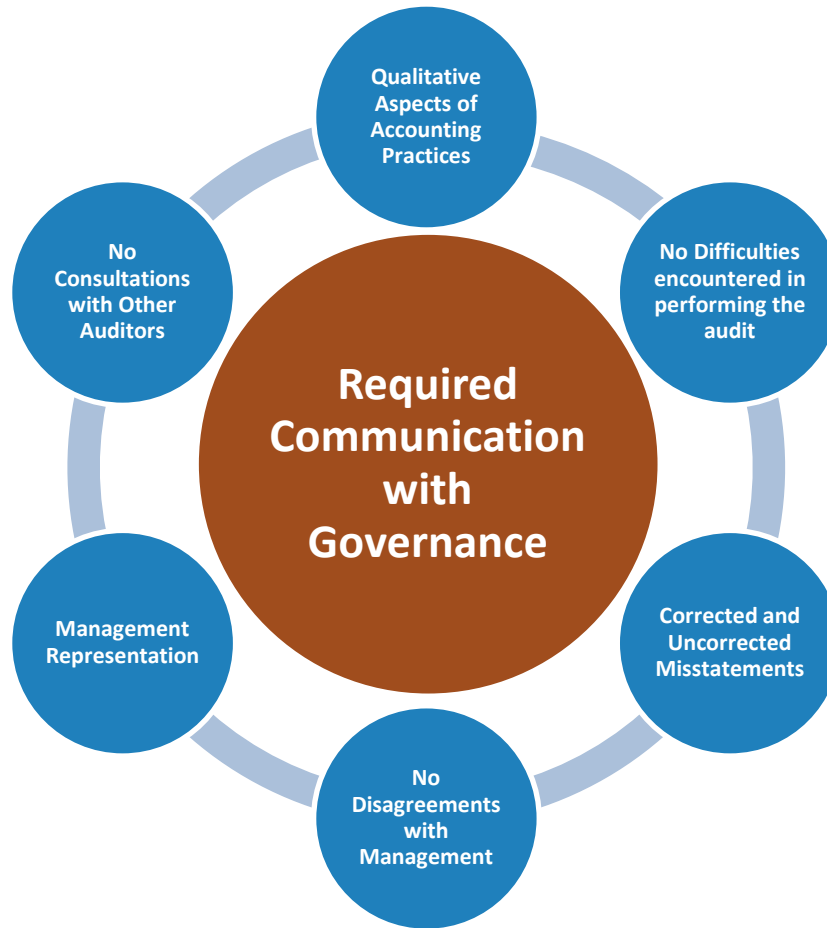 Qualitative
Aspects of
Accounting
Practices
No Difficulties
encountered in
performing the
audit
Corrected and
Uncorrected
Misstatements
No
Disagreements
with
Management
Management
Representation
No
Consultations
with Other
Auditors
Required
Communication
with
Governance